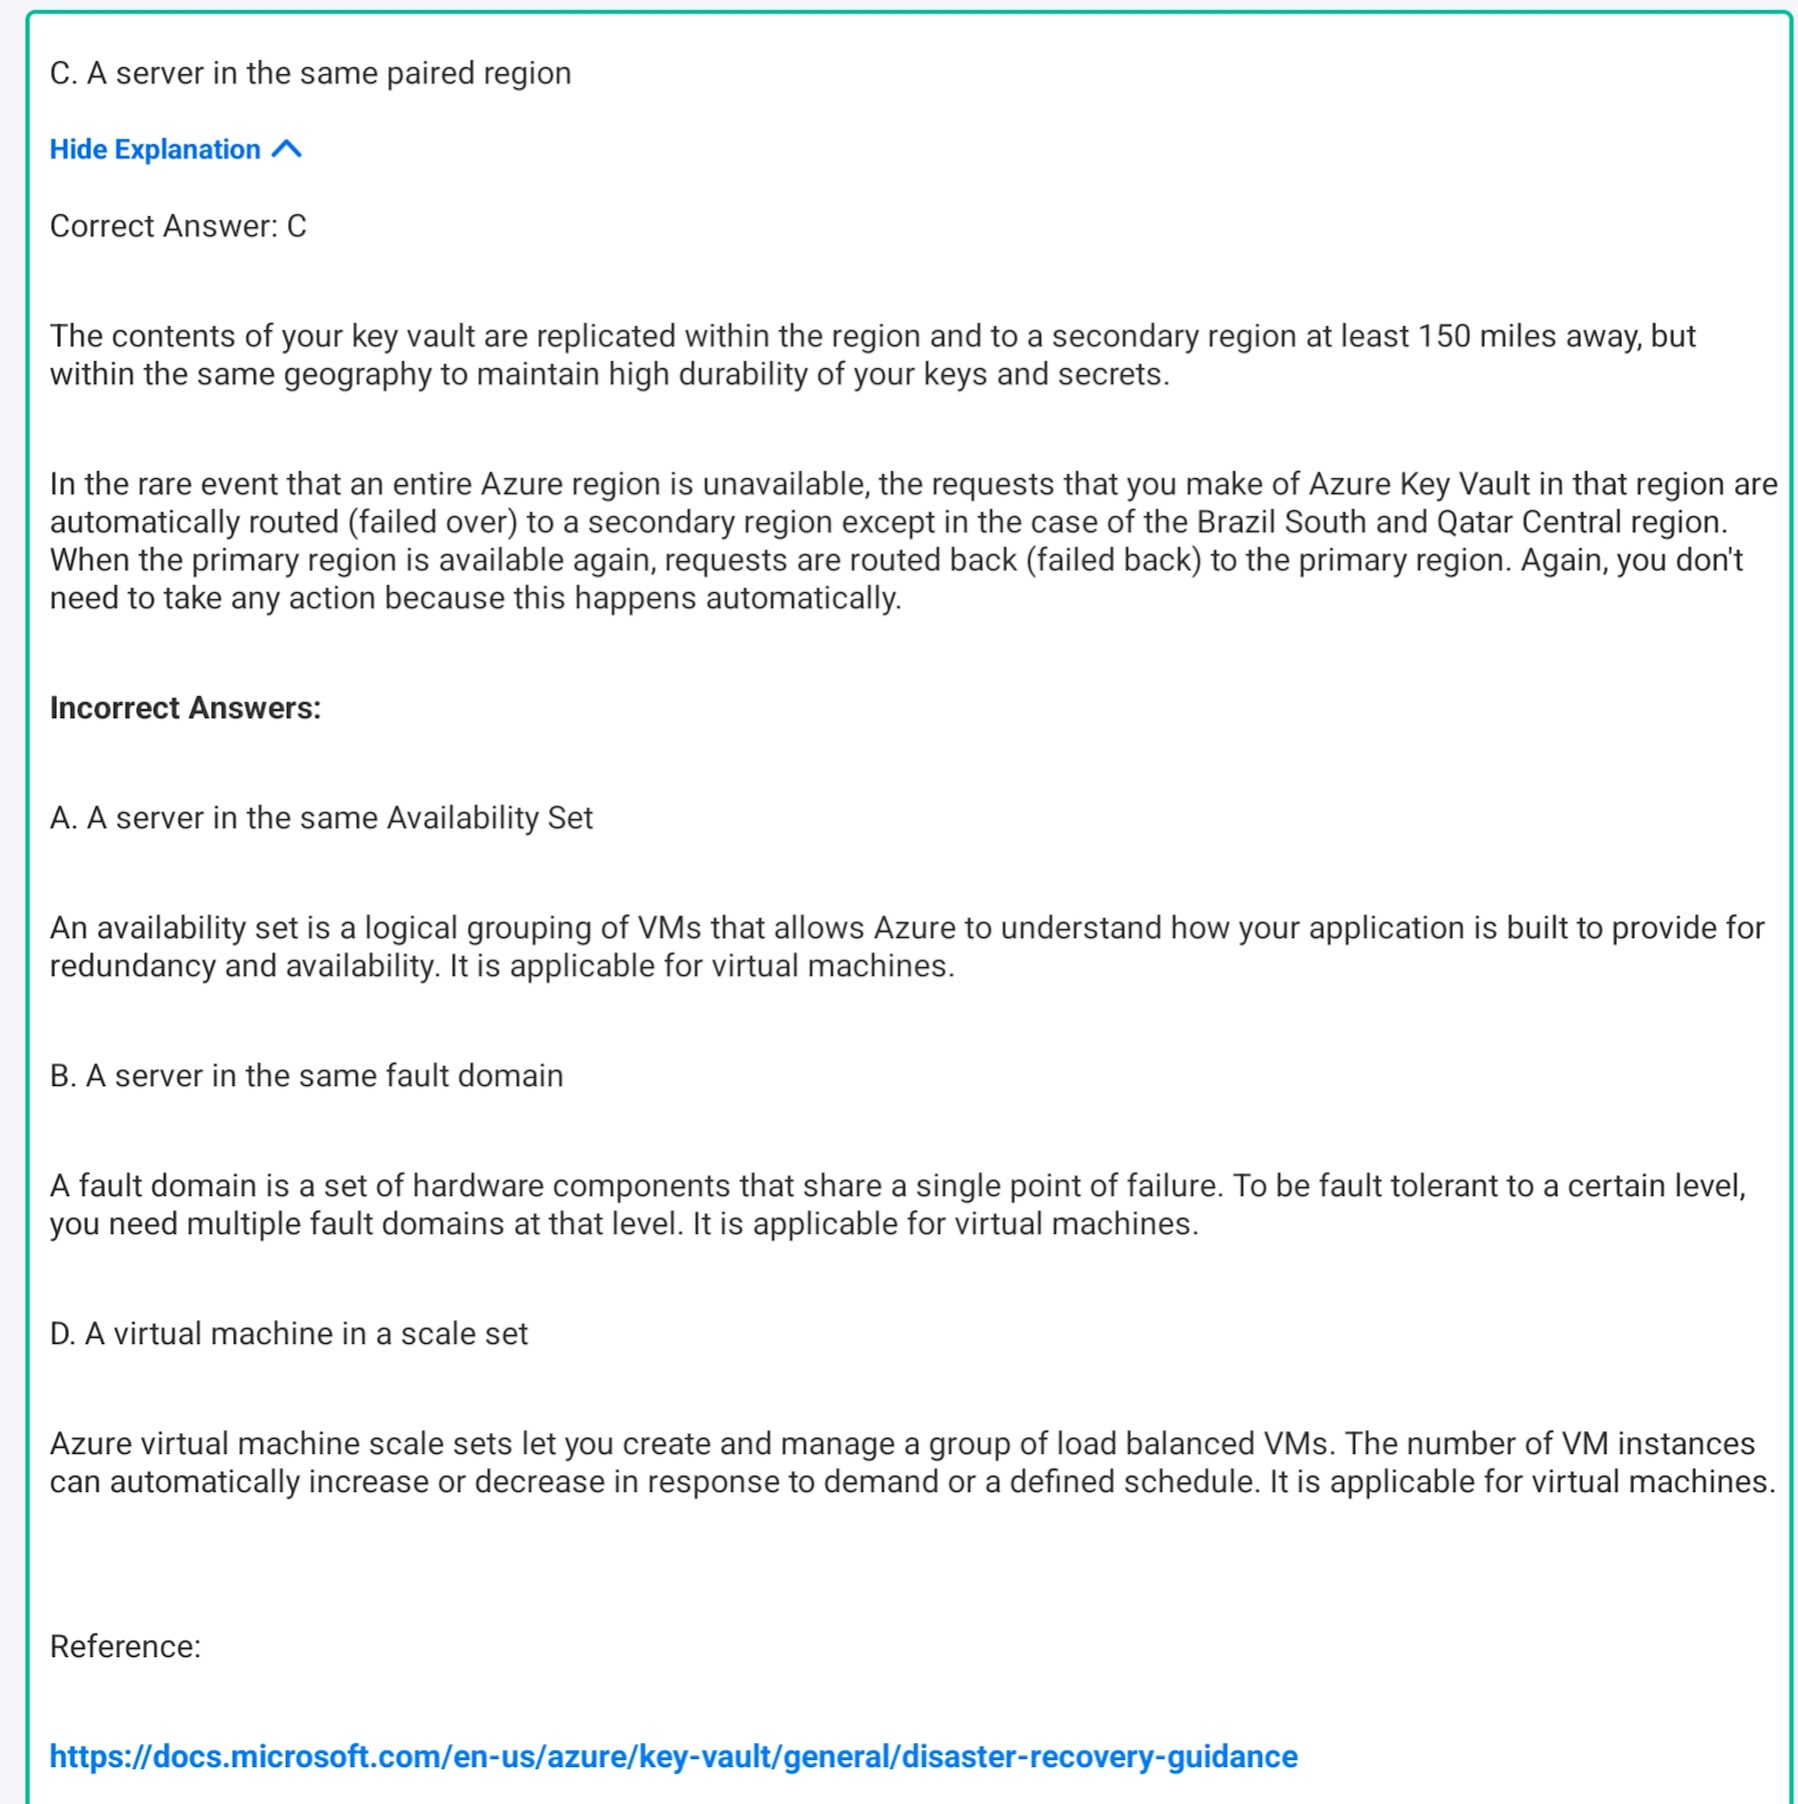 C. A server in the same paired region
Hide Explanation
Correct Answer: C
The contents of your key vault are replicated within the region and to a secondary region at least 150 miles away, but
within the same geography to maintain high durability of your keys and secrets.
In the rare event that an entire Azure region is unavailable, the requests that you make of Azure Key Vault in that region are
automatically routed (failed over) to a secondary region except in the case of the Brazil South and Qatar Central region.
When the primary region is available again, requests are routed back (failed back) to the primary region. Again, you don't
need to take any action because this happens automatically.
Incorrect Answers:
A. A server in the same Availability Set
An availability set is a logical grouping of VMs that allows Azure to understand how your application is built to provide for
redundancy and availability. It is applicable for virtual machines.
B. A server in the same fault domain
A fault domain is a set of hardware components that share a single point of failure. To be fault tolerant to a certain level,
you need multiple fault domains at that level. It is applicable for virtual machines.
D. A virtual machine in a scale set
Azure virtual machine scale sets let you create and manage a group of load balanced VMs. The number of VM instances
can automatically increase or decrease in response to demand or a defined schedule. It is applicable for virtual machines.
Reference:
https://docs.microsoft.com/en-us/azure/key-vault/general/disaster-recovery-guidance